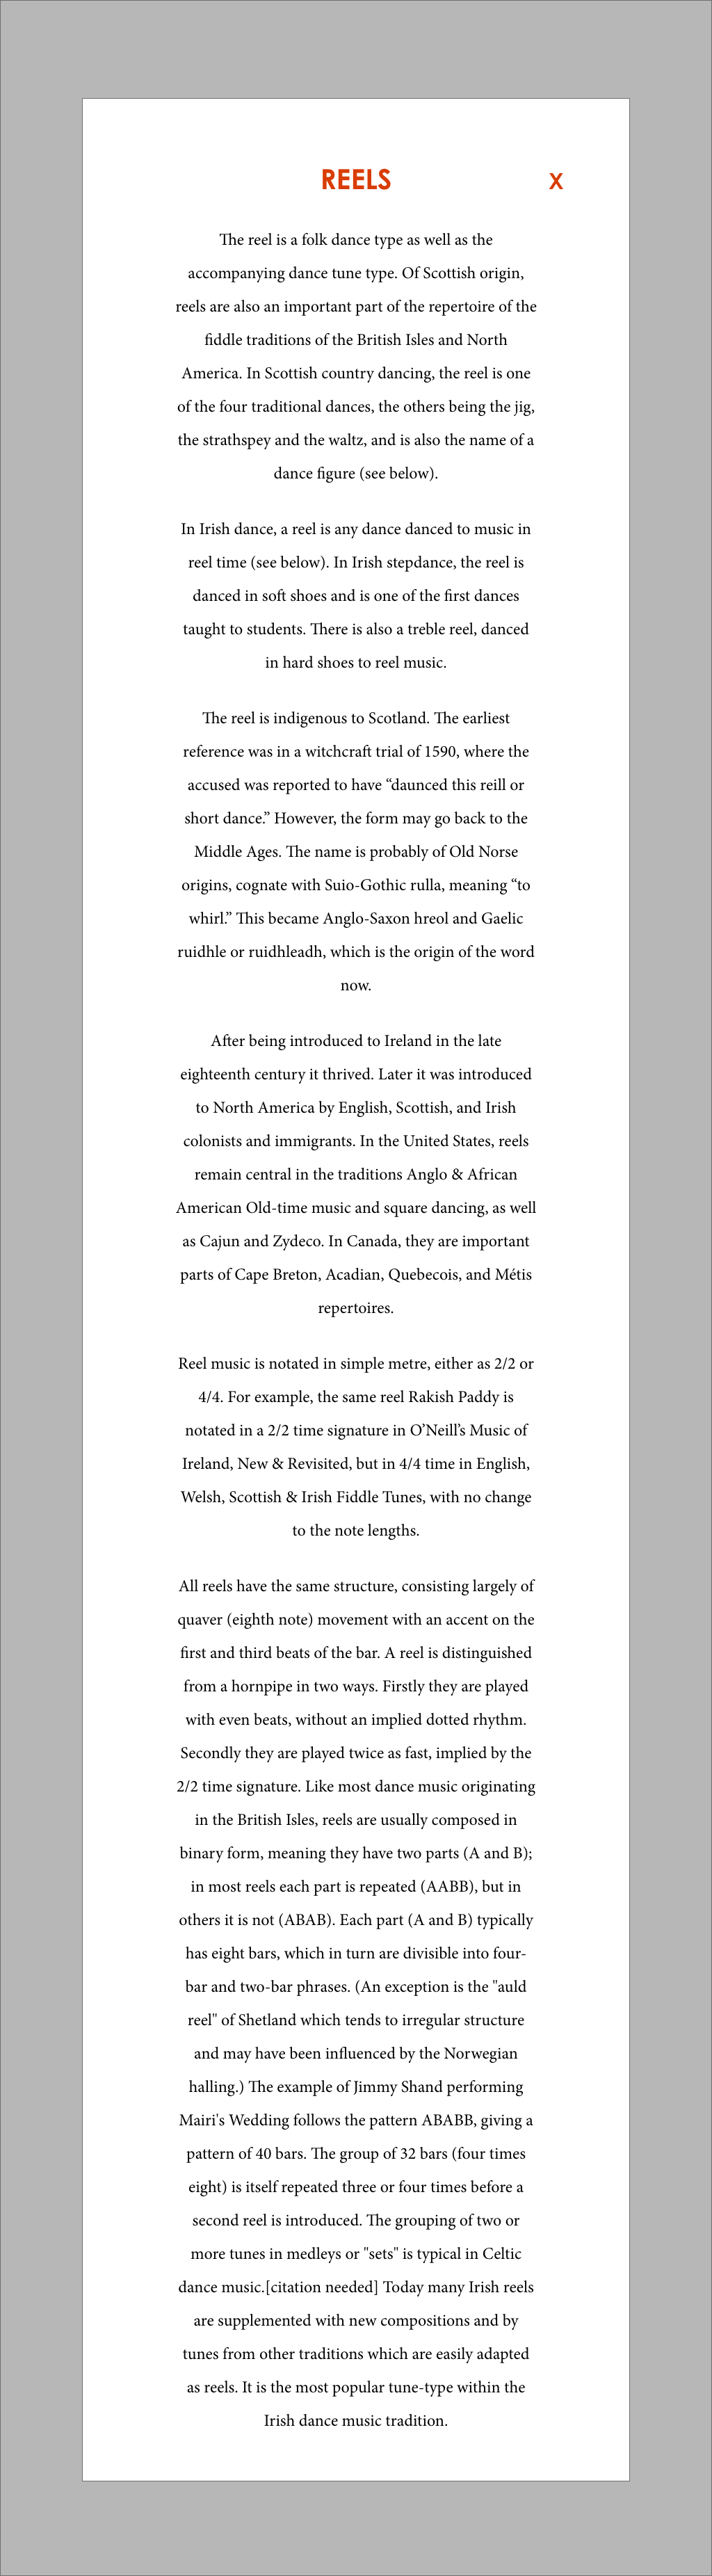 REELS X
The reel is a folk dance type as well as the
accompanying dance tune type. Of Scottish origin,
reels are also an important part of the repertoire of the
fiddle traditions of the British Isles and North
America. In Scottish country dancing, the reel is one
of the four traditional dances, the others being the jig,
the strathspey and the waltz, and is also the name of a
dance figure (see below).
In Irish dance, a reel is any dance danced to music in
reel time (see below). In Irish stepdance, the reel is
danced in soft shoes and is one of the first dances
taught to students. There is also a treble reel, danced
in hard shoes to reel music.
The reel is indigenous to Scotland. The earliest
reference was in a witchcraft trial of 1590, where the
accused was reported to have “daunced this reill or
short dance.” However, the form may go back to the
Middle Ages. The name is probably of Old Norse
origins, cognate with Suio-Gothic rulla, meaning “to
whirl.” This became Anglo-Saxon hreol and Gaelic
ruidhle or ruidhleadh, which is the origin of the word
now.
After being introduced to Ireland in the late
eighteenth century it thrived. Later it was introduced
to North America by English, Scottish, and Irish
colonists and immigrants. In the United States, reels
remain central in the traditions Anglo & African
American Old-time music and square dancing, as well
as Cajun and Zydeco. In Canada, they are important
parts of Cape Breton, Acadian, Quebecois, and Métis
repertoires.
Reel music is notated in simple metre, either as 2/2 or
4/4. For example, the same reel Rakish Paddy is
notated in a 2/2 time signature in O’Neill’s Music of
Ireland, New & Revisited, but in 4/4 time in English,
Welsh, Scottish & Irish Fiddle Tunes, with no change
to the note lengths.
All reels have the same structure, consisting largely of
quaver (eighth note) movement with an accent on the
first and third beats of the bar. A reel is distinguished
from a hornpipe in two ways. Firstly they are played
with even beats, without an implied dotted rhythm.
Secondly they are played twice as fast, implied by the
2/2 time signature. Like most dance music originating
in the British Isles, reels are usually composed in
binary form, meaning they have two parts (A and B);
in most reels each part is repeated (AABB), but in
others it is not (ABAB). Each part (A and B) typically
has eight bars, which in turn are divisible into four-
bar and two-bar phrases. (An exception is the "auld
reel" of Shetland which tends to irregular structure
and may have been influenced by the Norwegian
halling.) The example of Jimmy Shand performing
Mairi's Wedding follows the pattern ABABB, giving a
pattern of 40 bars. The group of 32 bars (four times
eight) is itself repeated three or four times before a
second reel is introduced. The grouping of two or
more tunes in medleys or "sets" is typical in Celtic
dance music.[citation needed] Today many Irish reels
are supplemented with new compositions and by
tunes from other traditions which are easily adapted
as reels. It is the most popular tune-type within the
Irish dance music tradition.